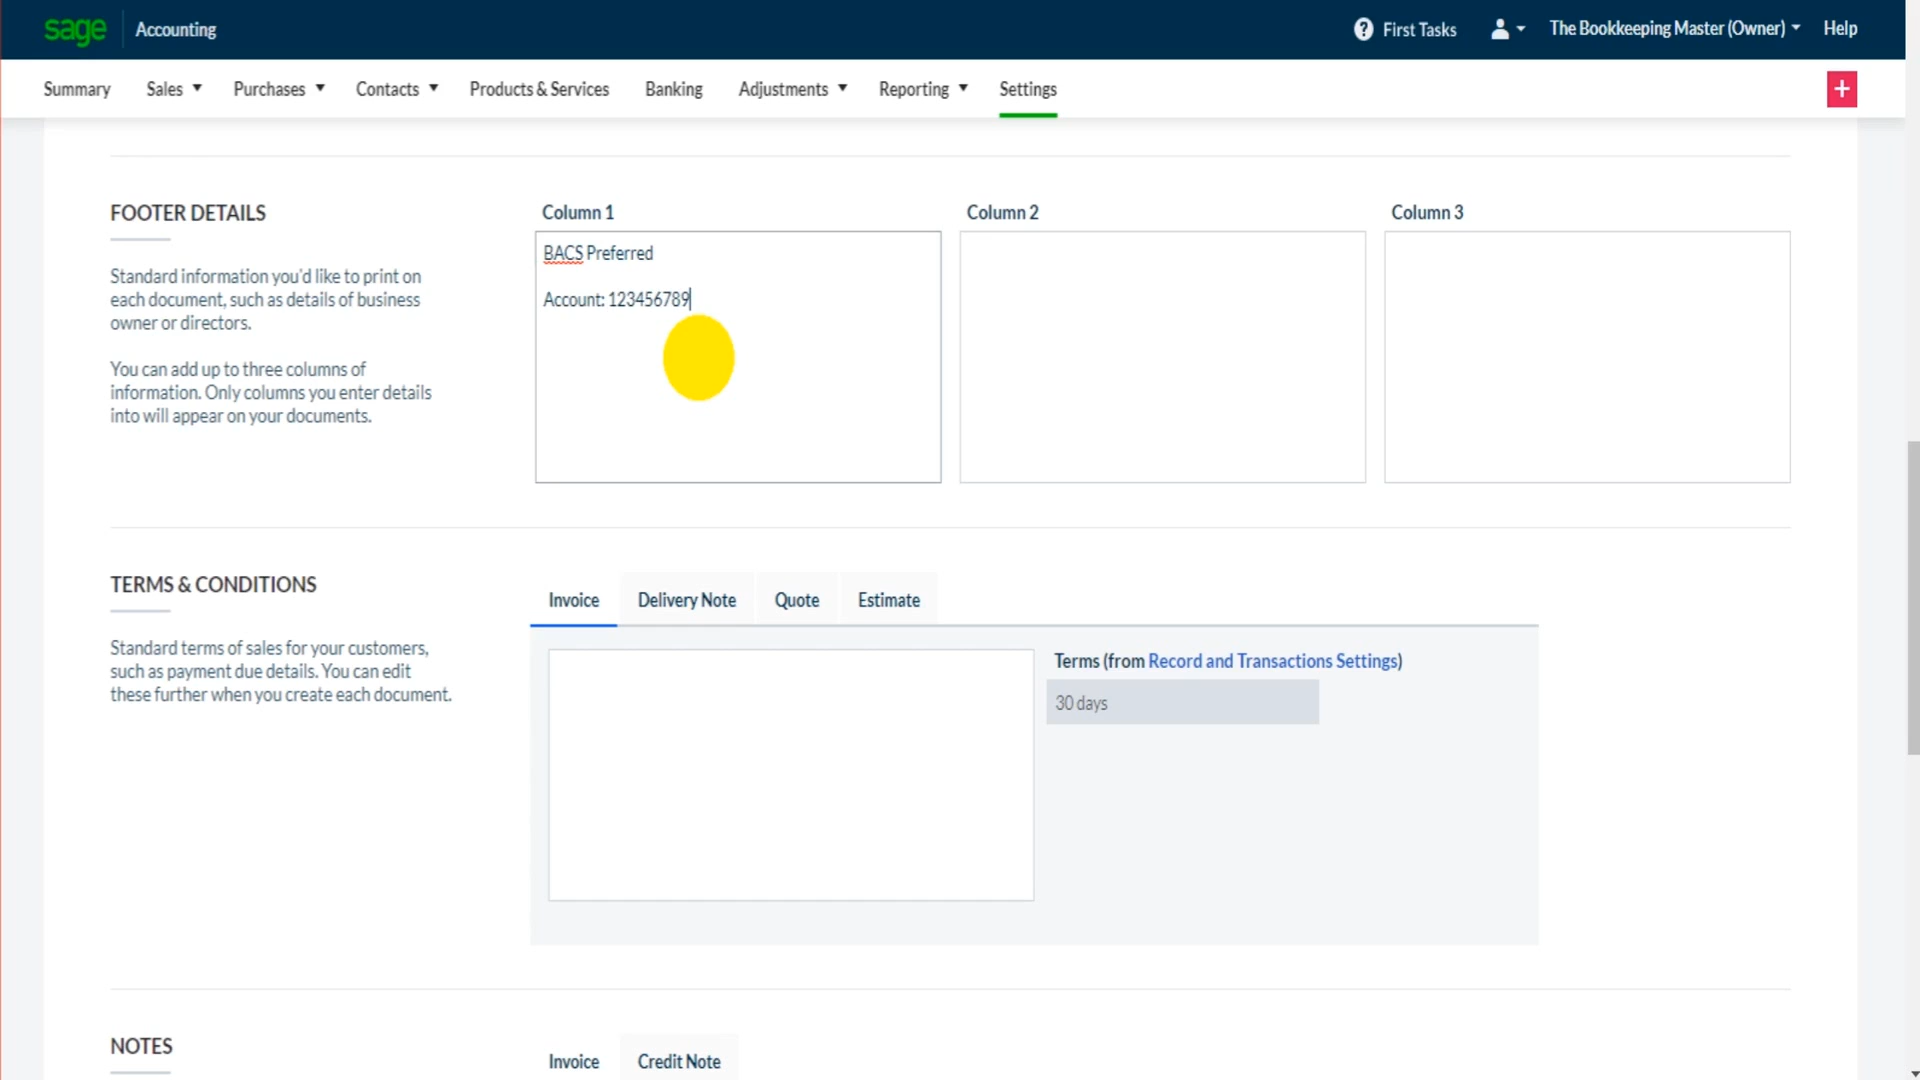 sage Accounting First Tasks The Bookkeeping Master (Owner) Help
Summary Sales Purchases Contacts Products & Services Banking Adjustments Reporting Settings
FOOTER DETAILS
Standard information you'd like to print on
each document, such as details of business
owner or directors.
You can add up to three columns of
information. Only columns you enter details
into will appear on your documents.
Column 1 Column 2 Column 3
BACS Preferred
Account: 123456789
TERMS & CONDITIONS
Standard terms of sales for your customers,
such as payment due details. You can edit
these further when you create each document.
Invoice Delivery Note Quote Estimate
Terms (from Record and Transactions Settings)
30 days
NOTES
Invoice Credit Note